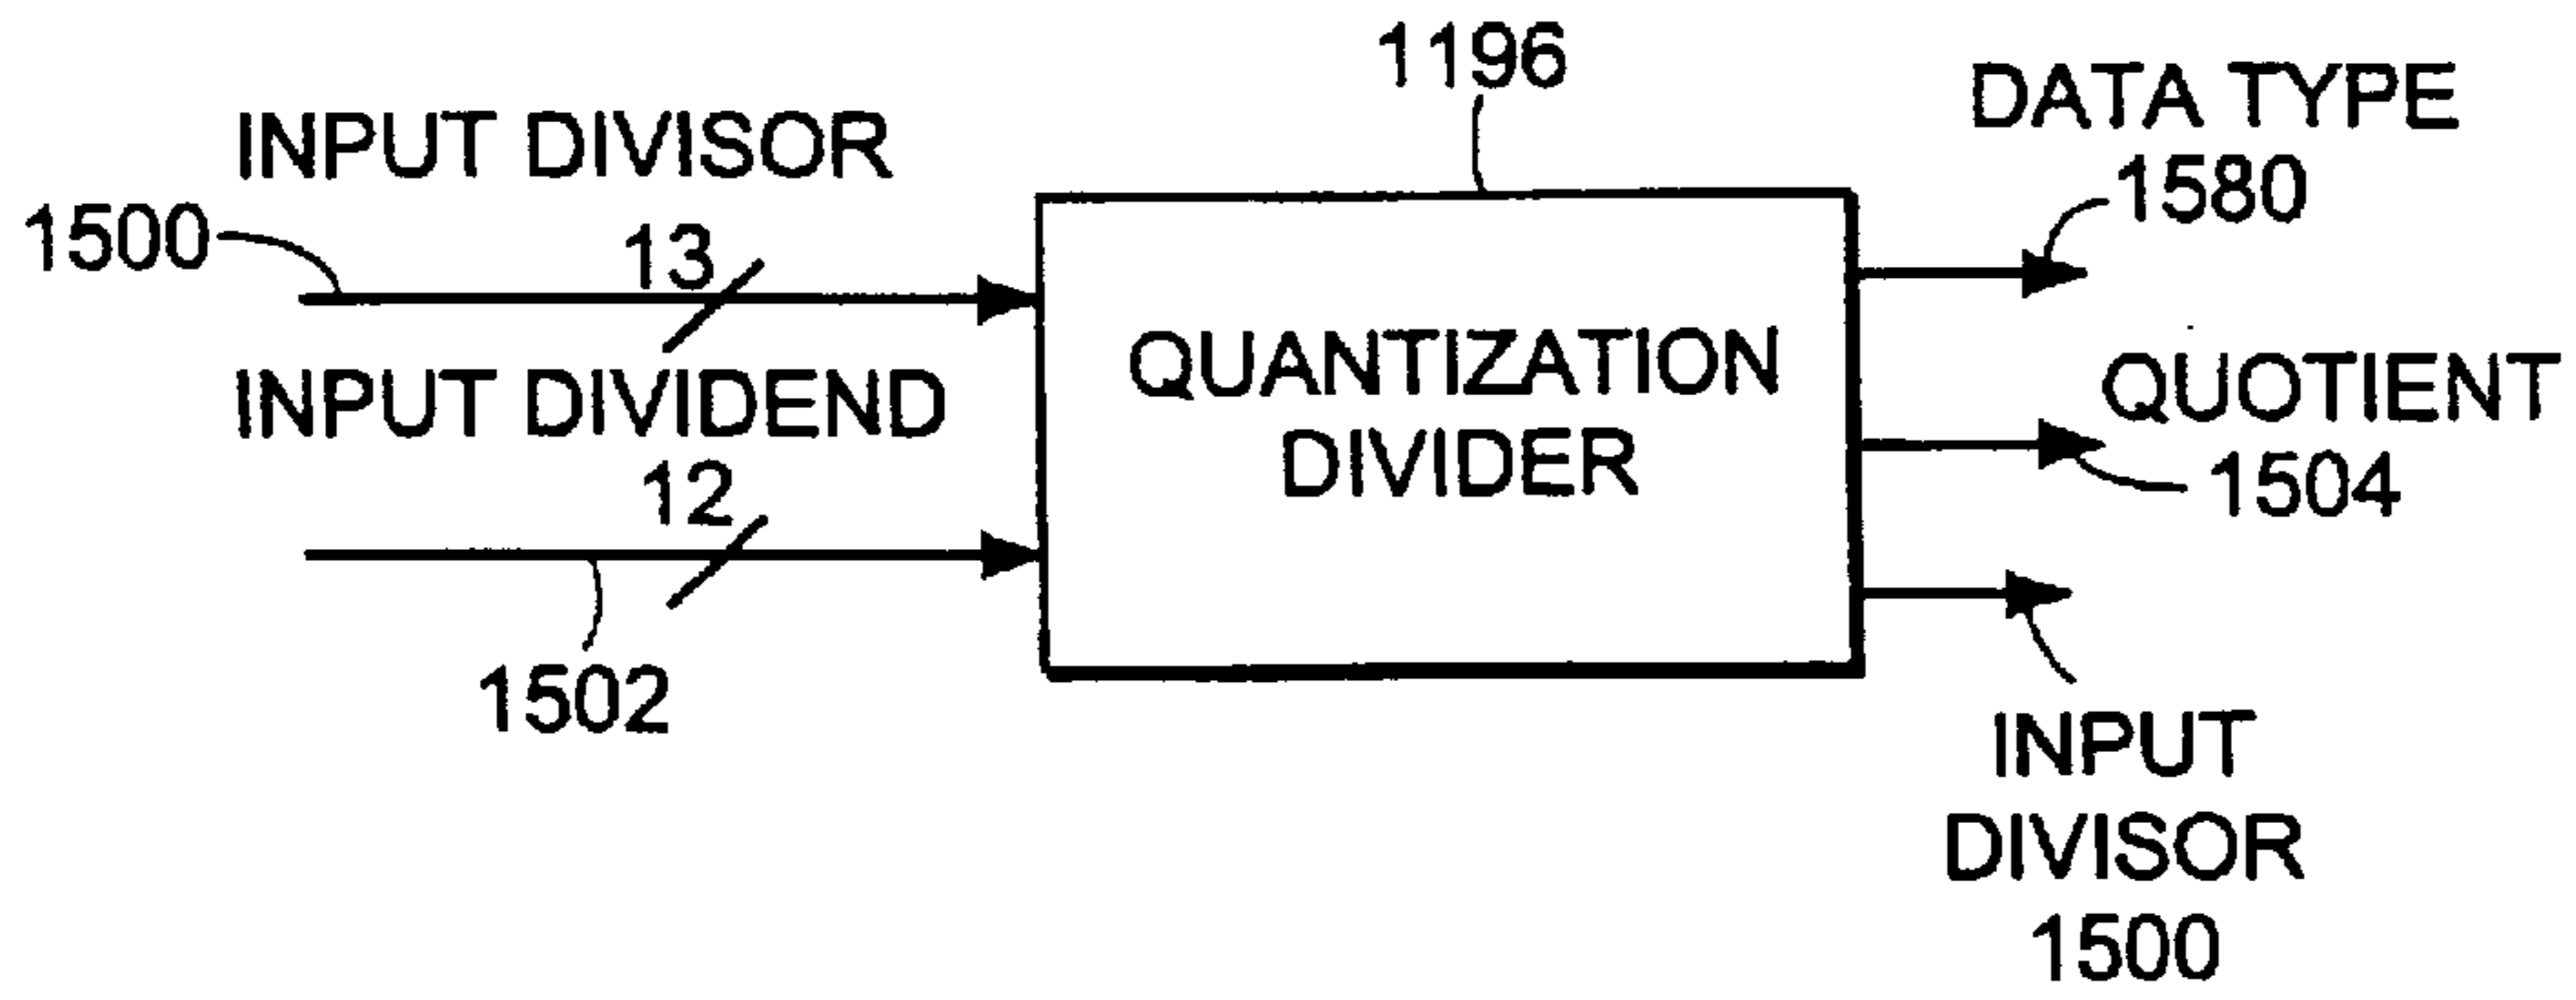 1196
INPUT DIVISOR
1500
13
INPUT DIVIDEND
12
1502
QUANTIZATION
DIVIDER
DATA TYPE
1580
QUOTIENT
1504
INPUT
DIVISOR
1500